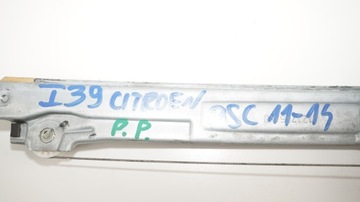 I39 CITROEN DSC 11-14
P.P.